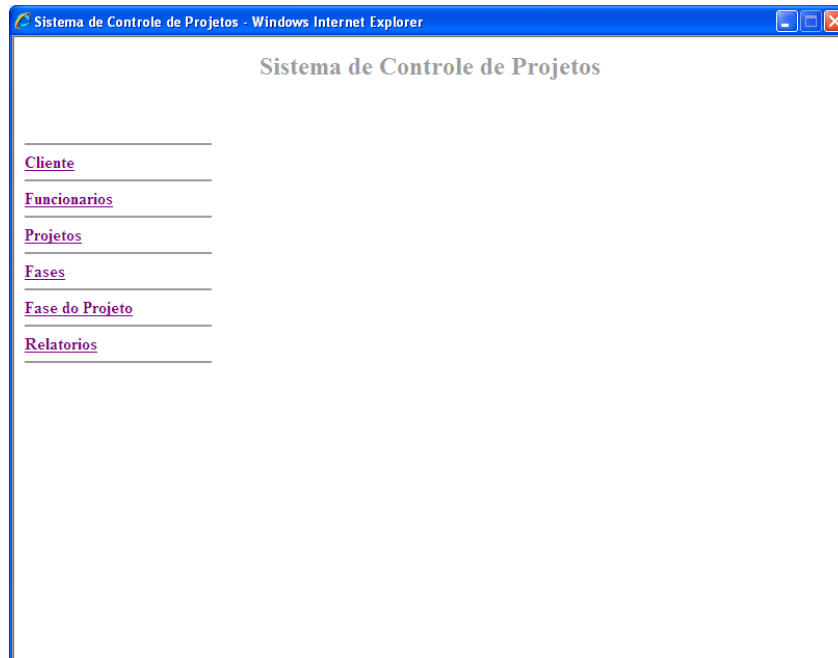 Sistema de Controle de Projetos - Windows Internet Explorer
Sistema de Controle de Projetos
Cliente
Funcionarios
Projetos
Fases
Fase do Projeto
Relatorios